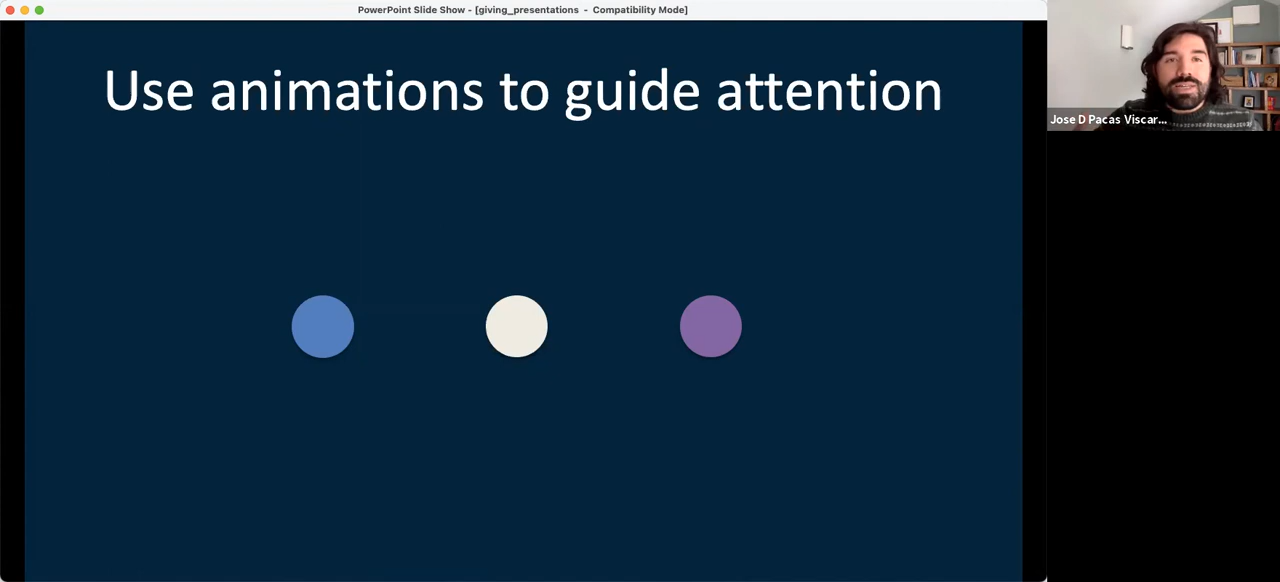 PowerPoint Slide Show - [giving_presentations - Compatibility Mode]
Use animations to guide attention
Jose D Pacas Viscar...